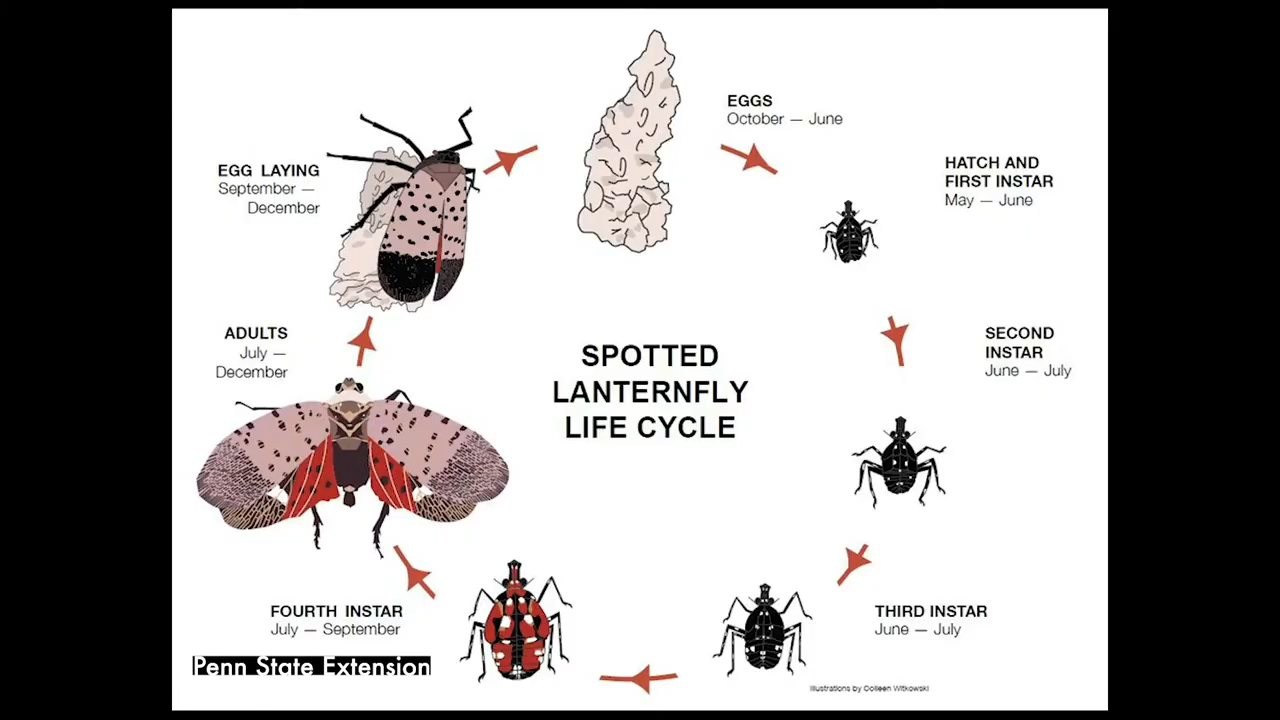 EGGS
October — June
HATCH AND
FIRST INSTAR
May — June
EGG LAYING
September —
December
SECOND
INSTAR
June — July
ADULTS
July —
December
SPOTTED
LANTERNFLY
LIFE CYCLE
THIRD INSTAR
June — July
FOURTH INSTAR
July — September
Penn State Extension
Illustrations by Colleen Witkowski